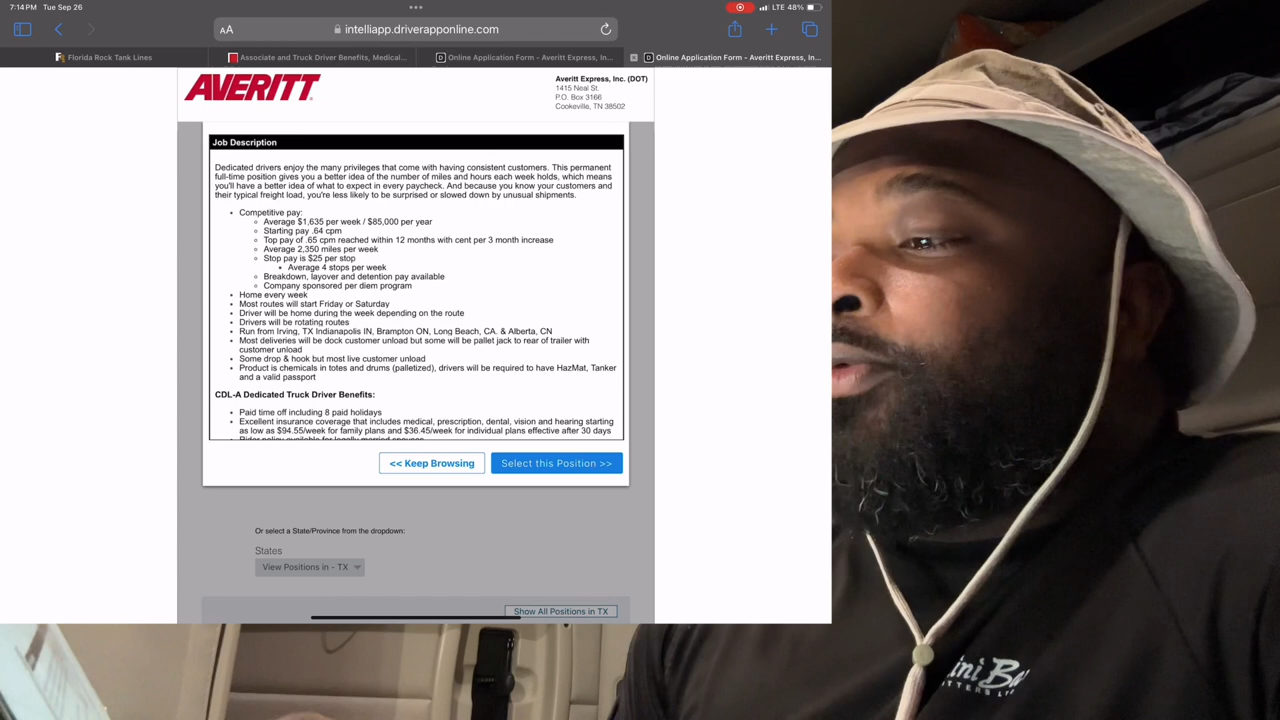 7:14 PM Tue Sep 26
LTE 48%
AA
intelliapp.driverapponline.com
Florida Rock Tank Lines
Associate and Truck Driver Benefits, Medical...
Online Application Form - Averitt Express, In...
Online Application Form - Averitt Express, In...
AVERITT
Averitt Express, Inc. (DOT)
1415 Neal St.
P.O. Box 3166
Cookeville, TN 38502
Job Description
Dedicated drivers enjoy the many privileges that come with having consistent customers. This permanent
full-time position gives you a better idea of the number of miles and hours each week holds, which means
you'll have a better idea of what to expect in every paycheck. And because you know your customers and
their typical freight load, you're less likely to be surprised or slowed down by unusual shipments.
Competitive pay:
Average $1,635 per week / $85,000 per year
Starting pay .64 cpm
Top pay of .65 cpm reached within 12 months with cent per 3 month increase
Average 2,350 miles per week
Stop pay is $25 per stop
Average 4 stops per week
Breakdown, layover and detention pay available
Company sponsored per diem program
Home every week
Most routes will start Friday or Saturday
Driver will be home during the week depending on the route
Drivers will be rotating routes
Run from Irving, TX Indianapolis IN, Brampton ON, Long Beach, CA. & Alberta, CN
Most deliveries will be dock customer unload but some will be pallet jack to rear of trailer with
customer unload
Some drop & hook but most live customer unload
Product is chemicals in totes and drums (palletized), drivers will be required to have HazMat, Tanker
and a valid passport
CDL-A Dedicated Truck Driver Benefits:
Paid time off including 8 paid holidays
Excellent insurance coverage that includes medical, prescription, dental, vision and hearing starting
as low as $94.55/week for family plans and $36.45/week for individual plans effective after 30 days
Rider policy available for legally married spouses
<< Keep Browsing
Select this Position >>
Or select a State/Province from the dropdown:
States
View Positions in - TX
Show All Positions in TX